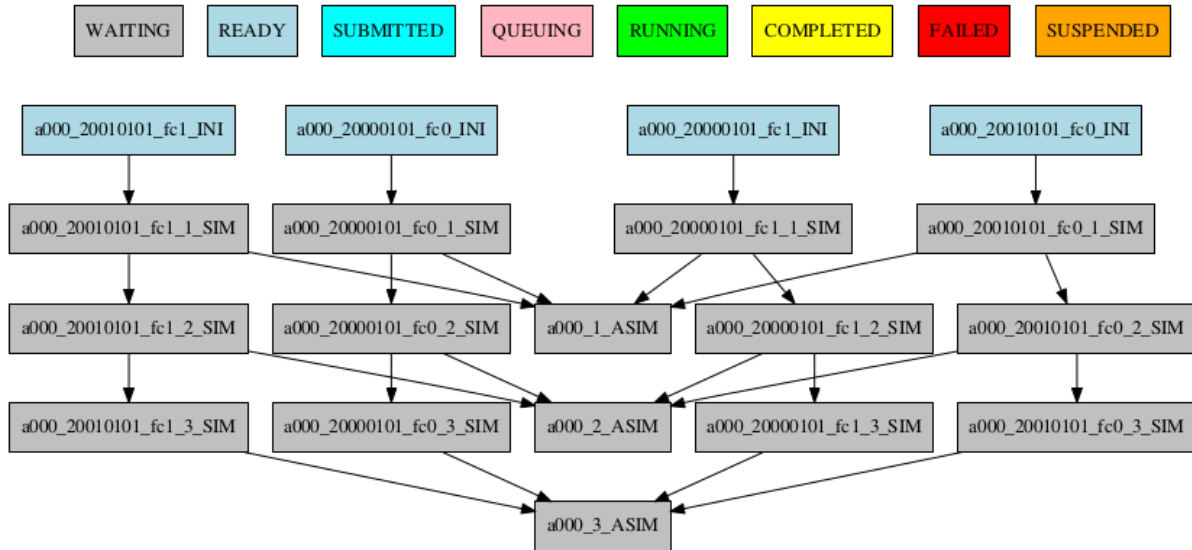 WAITING
READY
SUBMITTED
QUEUING
RUNNING
COMPLETED
FAILED
SUSPENDED
a000_20010101_fc1_INI
a000_20000101_fc0_INI
a000_20000101_fc1_INI
a000_20010101_fc0_INI
a000_20010101_fc1_1_SIM
a000_20000101_fc0_1_SIM
a000_20000101_fc1_1_SIM
a000_20010101_fc0_1_SIM
a000_20010101_fc1_2_SIM
a000_20000101_fc0_2_SIM
a000_1_ASIM
a000_20000101_fc1_2_SIM
a000_20010101_fc0_2_SIM
a000_20010101_fc1_3_SIM
a000_20000101_fc0_3_SIM
a000_2_ASIM
a000_20000101_fc1_3_SIM
a000_20010101_fc0_3_SIM
a000_3_ASIM